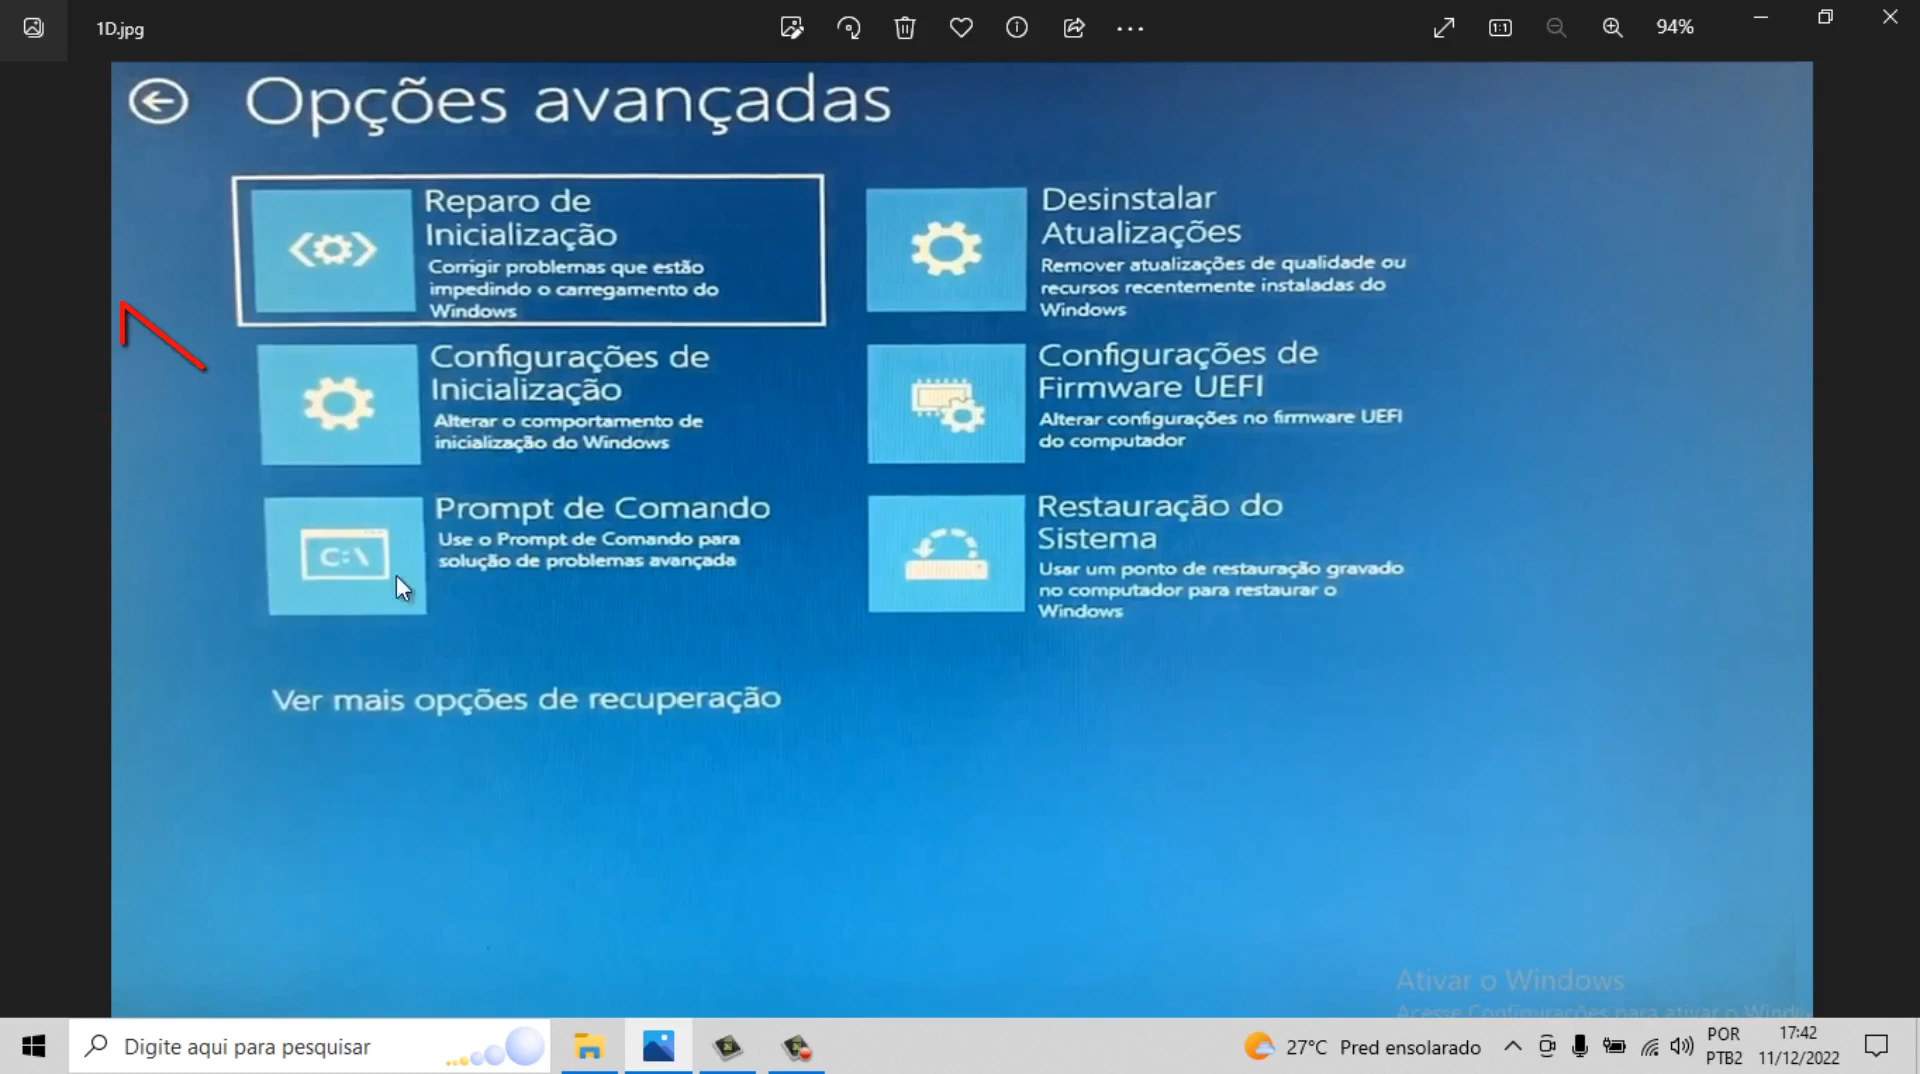 1D.jpg
94%
Opções avançadas
Reparo de
Inicialização
Corrigir problemas que estão
impedindo o carregamento do
Windows
Desinstalar
Atualizações
Remover atualizações de qualidade ou
recursos recentemente instaladas do
Windows
Configurações de
Inicialização
Alterar o comportamento de
inicialização do Windows
Configurações de
Firmware UEFI
Alterar configurações no firmware UEFI
do computador
C:\
Prompt de Comando
Use o Prompt de Comando para
solução de problemas avançada
Restauração do
Sistema
Usar um ponto de restauração gravado
no computador para restaurar o
Windows
Ver mais opções de recuperação
Ativar o Windows
Acesse Configurações para ativar o Windows
Digite aqui para pesquisar
27°C Pred ensolarado
POR
PTB2
17:42
11/12/2022